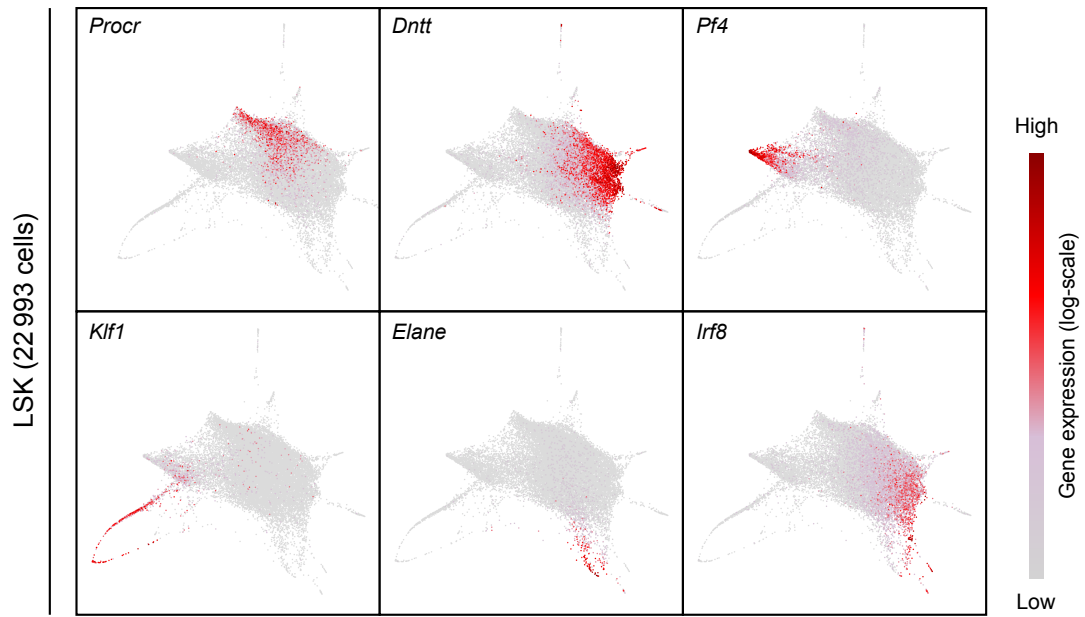 LSK (22 993 cells)
Procr
Dntt
Pf4
Klf1
Elane
Irf8
High
Gene expression (log-scale)
Low